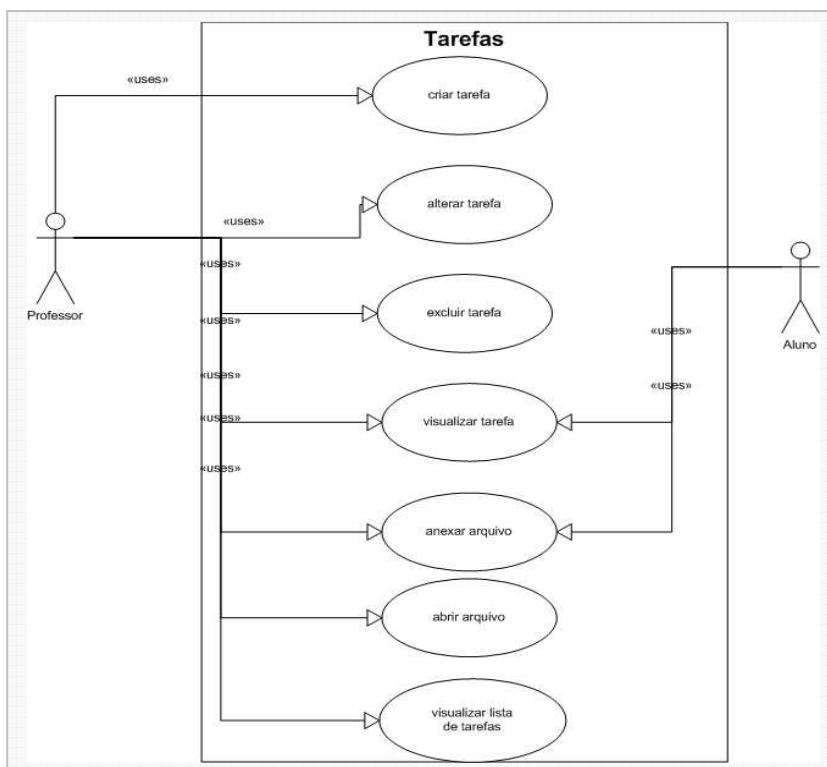 Tarefas
«uses»
criar tarefa
alterar tarefa
«uses»
«uses»
excluir tarefa
Professor
«uses»
«uses»
Aluno
«uses»
«uses»
«uses»
visualizar tarefa
«uses»
anexar arquivo
abrir arquivo
visualizar lista
de tarefas